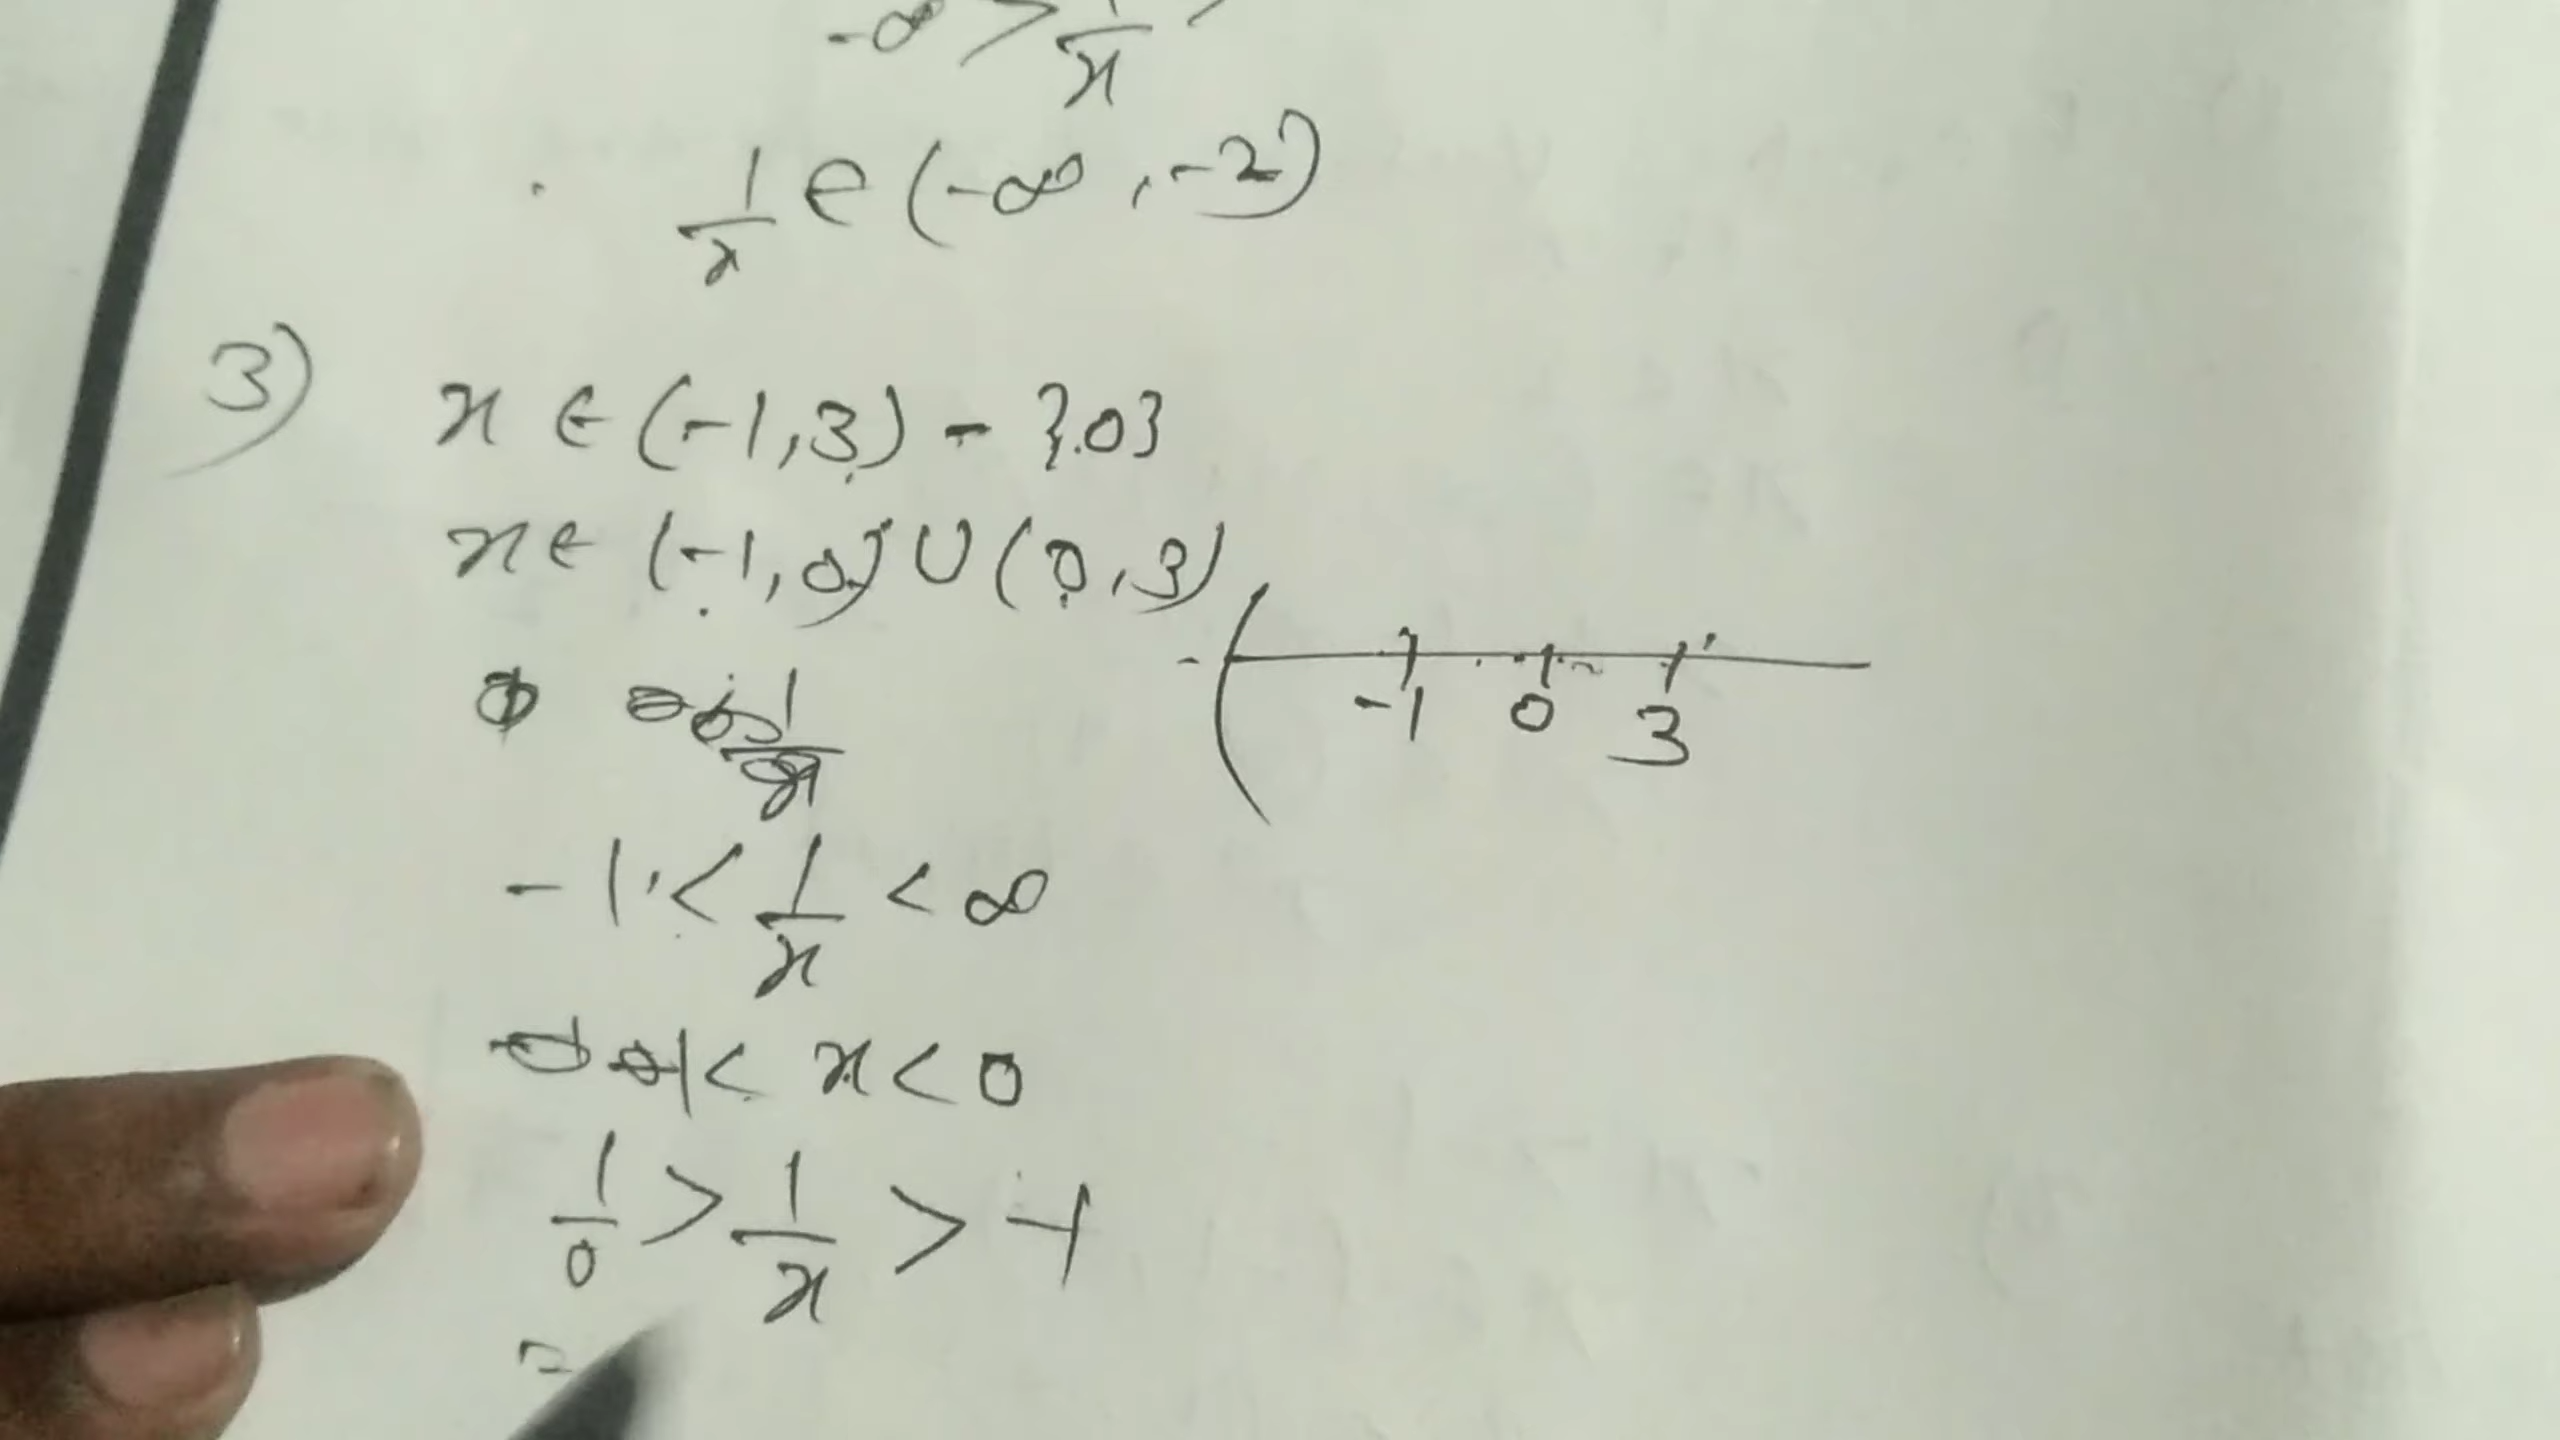 -∞ > 1/x >
1/x ∈ (-∞, -2)
3)
x ∈ (-1,3) - {0}
x ∈ (-1,0) ∪ (0,3)
-1 0 3
-1 < 1/x < ∞
-1 < x < 0
1/0 > 1/x > -1